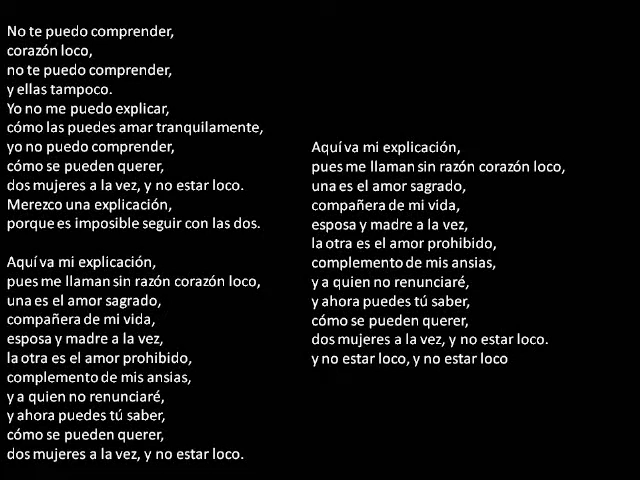 No te puedo comprender,
corazón loco,
no te puedo comprender,
y ellas tampoco.
Yo no me puedo explicar,
cómo las puedes amar tranquilamente,
yo no puedo comprender,
cómo se pueden querer,
dos mujeres a la vez, y no estar loco.
Merezco una explicación,
porque es imposible seguir con las dos.

Aquí va mi explicación,
pues me llaman sin razón corazón loco,
una es el amor sagrado,
compañera de mi vida,
esposa y madre a la vez,
la otra es el amor prohibido,
complemento de mis ansias,
y a quien no renunciaré,
y ahora puedes tú saber,
cómo se pueden querer,
dos mujeres a la vez, y no estar loco.

Aquí va mi explicación,
pues me llaman sin razón corazón loco,
una es el amor sagrado,
compañera de mi vida,
esposa y madre a la vez,
la otra es el amor prohibido,
complemento de mis ansias,
y a quien no renunciaré,
y ahora puedes tú saber,
cómo se pueden querer,
dos mujeres a la vez, y no estar loco.
y no estar loco, y no estar loco